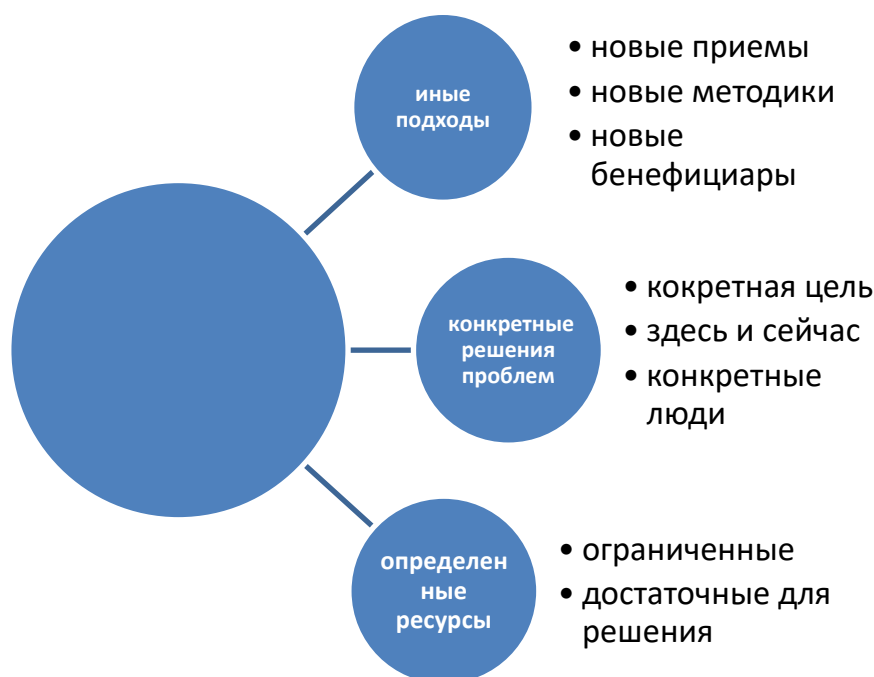 иные
подходы
• новые приемы
• новые методики
• новые
бенефициары
конкретные
решения
проблем
• кокретная цель
• здесь и сейчас
• конкретные
люди
определен
ные
ресурсы
• ограниченные
• достаточные для
решения